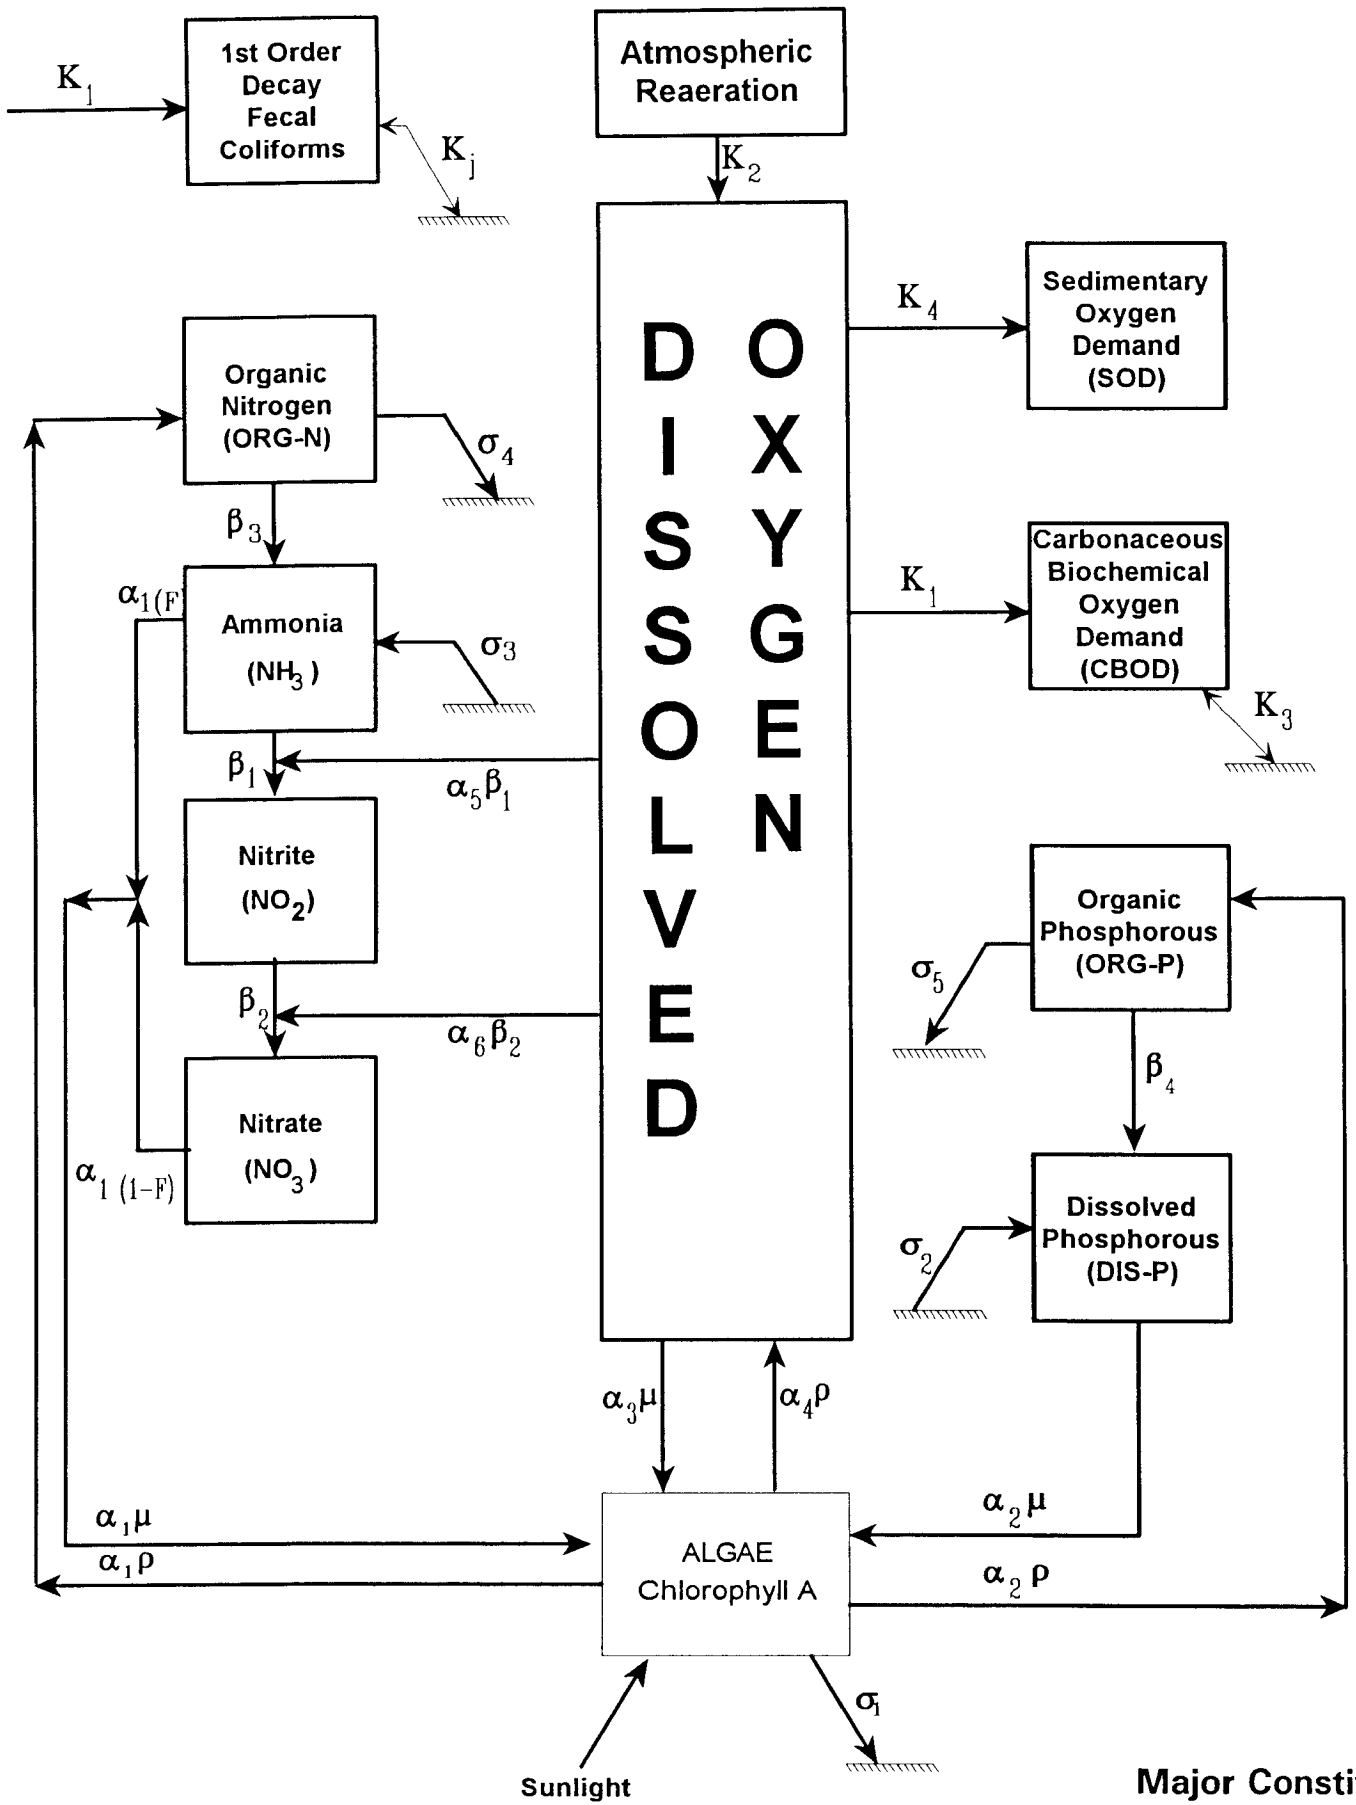 K1
1st Order
Decay
Fecal
Coliforms
Kj
Atmospheric
Reaeration
K2
DISSOLVED
OXYGEN
K4
Sedimentary
Oxygen
Demand
(SOD)
Organic
Nitrogen
(ORG-N)
σ4
β3
α1(F)
Ammonia
(NH3)
σ3
K1
Carbonaceous
Biochemical
Oxygen
Demand
(CBOD)
K3
β1
α5β1
Nitrite
(NO2)
β2
α6β2
Nitrate
(NO3)
α1 (1-F)
Organic
Phosphorous
(ORG-P)
σ5
β4
Dissolved
Phosphorous
(DIS-P)
σ2
α3μ
α4ρ
α1μ
α1ρ
ALGAE
Chlorophyll A
α2μ
α2 ρ
σ1
Sunlight
Major